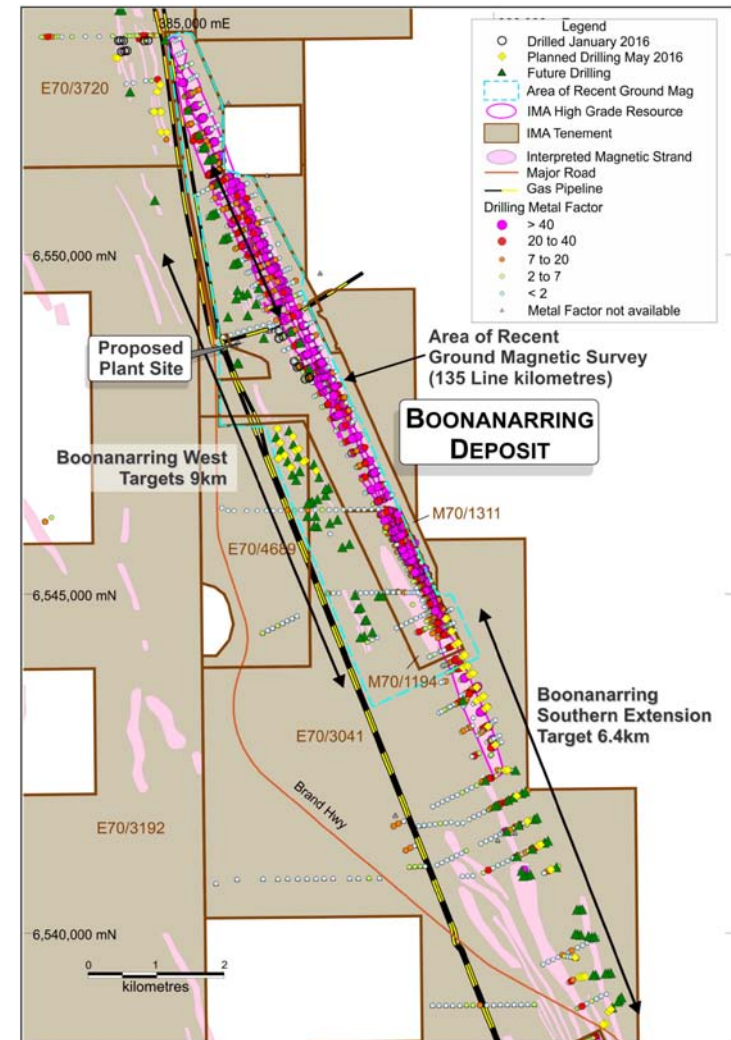 385,000 mE
E70/3720
Legend
Drilled January 2016
Planned Drilling May 2016
Future Drilling
Area of Recent Ground Mag
IMA High Grade Resource
IMA Tenement
Interpreted Magnetic Strand
Major Road
Gas Pipeline
Drilling Metal Factor
> 40
20 to 40
7 to 20
2 to 7
< 2
Metal Factor not available
6,550,000 mN
Proposed
Plant Site
Area of Recent
Ground Magnetic Survey
(135 Line kilometres)
BOONANARRING
DEPOSIT
Boonanarring West
Targets 9km
M70/1311
E70/4689
6,545,000 mN
M70/1194
Boonanarring
Southern Extension
Target 6.4km
E70/3041
Brand Hwy
E70/3192
6,540,000 mN
0 2
kilometres